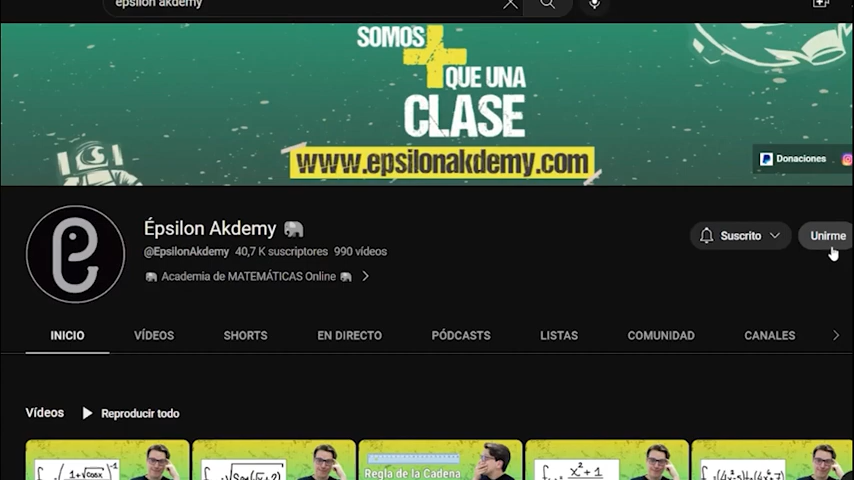 epsilon akdemy
SOMOS
+
QUE UNA
CLASE
www.epsilonakdemy.com
Donaciones
Épsilon Akdemy
@EpsilonAkdemy 40,7 K suscriptores 990 vídeos
Academia de MATEMÁTICAS Online
Suscrito
Unirme
INICIO VÍDEOS SHORTS EN DIRECTO PÓDCASTS LISTAS COMUNIDAD CANALES
Vídeos Reproducir todo
Regla de la Cadena